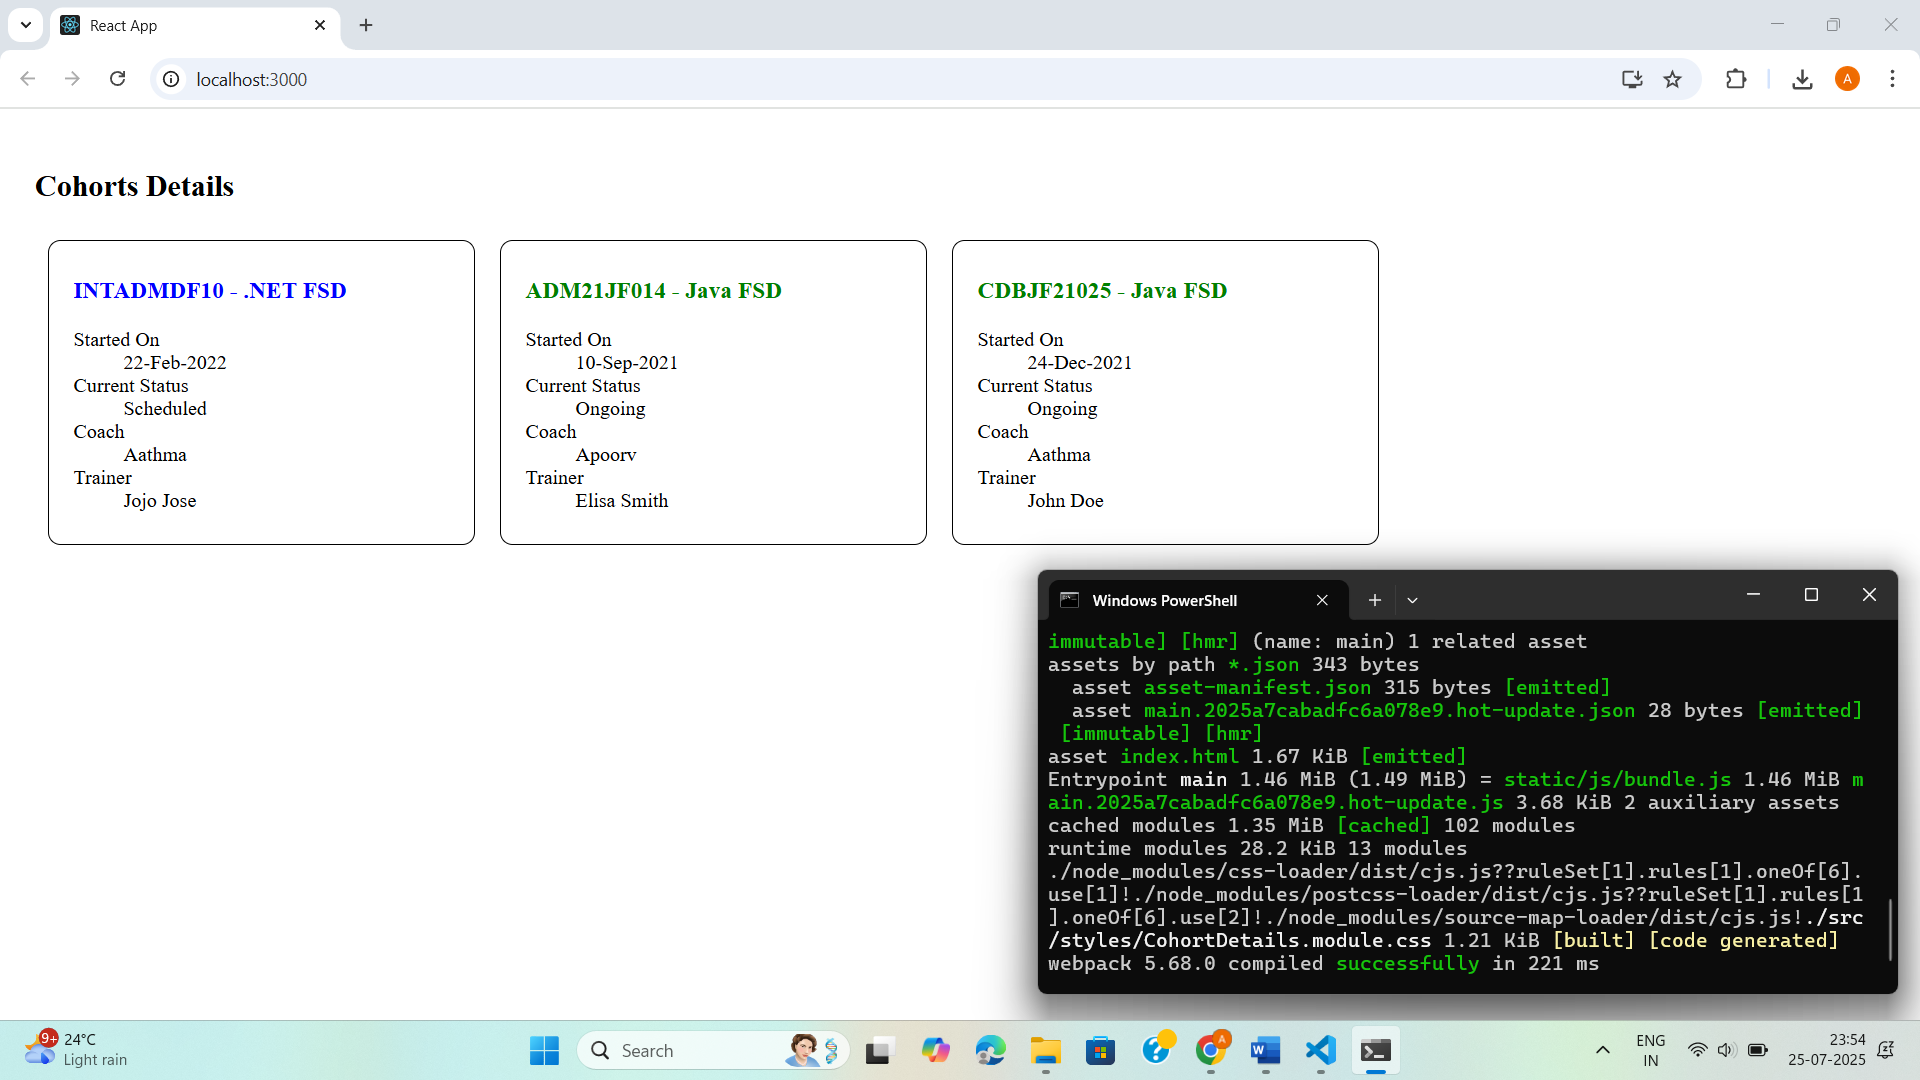 React App
localhost:3000
A
Cohorts Details
INTADMDF10 - .NET FSD
Started On
22-Feb-2022
Current Status
Scheduled
Coach
Aathma
Trainer
Jojo Jose
ADM21JF014 - Java FSD
Started On
10-Sep-2021
Current Status
Ongoing
Coach
Apoorv
Trainer
Elisa Smith
CDBJF21025 - Java FSD
Started On
24-Dec-2021
Current Status
Ongoing
Coach
Aathma
Trainer
John Doe
Windows PowerShell
immutable] [hmr] (name: main) 1 related asset
assets by path *.json 343 bytes
  asset asset-manifest.json 315 bytes [emitted]
  asset main.2025a7cabadfc6a078e9.hot-update.json 28 bytes [emitted]
 [immutable] [hmr]
asset index.html 1.67 KiB [emitted]
Entrypoint main 1.46 MiB (1.49 MiB) = static/js/bundle.js 1.46 MiB m
ain.2025a7cabadfc6a078e9.hot-update.js 3.68 KiB 2 auxiliary assets
cached modules 1.35 MiB [cached] 102 modules
runtime modules 28.2 KiB 13 modules
./node_modules/css-loader/dist/cjs.js??ruleSet[1].rules[1].oneOf[6].
use[1]!./node_modules/postcss-loader/dist/cjs.js??ruleSet[1].rules[1
].oneOf[6].use[2]!./node_modules/source-map-loader/dist/cjs.js!./src
/styles/CohortDetails.module.css 1.21 KiB [built] [code generated]
webpack 5.68.0 compiled successfully in 221 ms
9+
24°C
Light rain
Search
A
W
ENG
IN
23:54
25-07-2025